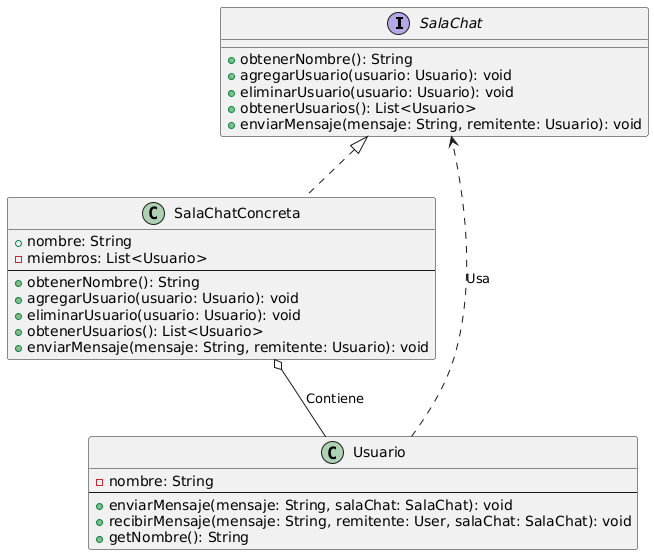 I SalaChat
obtenerNombre(): String
agregarUsuario(usuario: Usuario): void
eliminarUsuario(usuario: Usuario): void
obtenerUsuarios(): List<Usuario>
enviarMensaje(mensaje: String, remitente: Usuario): void
C SalaChatConcreta
nombre: String
miembros: List<Usuario>
obtenerNombre(): String
agregarUsuario(usuario: Usuario): void
eliminarUsuario(usuario: Usuario): void
obtenerUsuarios(): List<Usuario>
enviarMensaje(mensaje: String, remitente: Usuario): void
Usa
Contiene
C Usuario
nombre: String
enviarMensaje(mensaje: String, salaChat: SalaChat): void
recibirMensaje(mensaje: String, remitente: User, salaChat: SalaChat): void
getNombre(): String